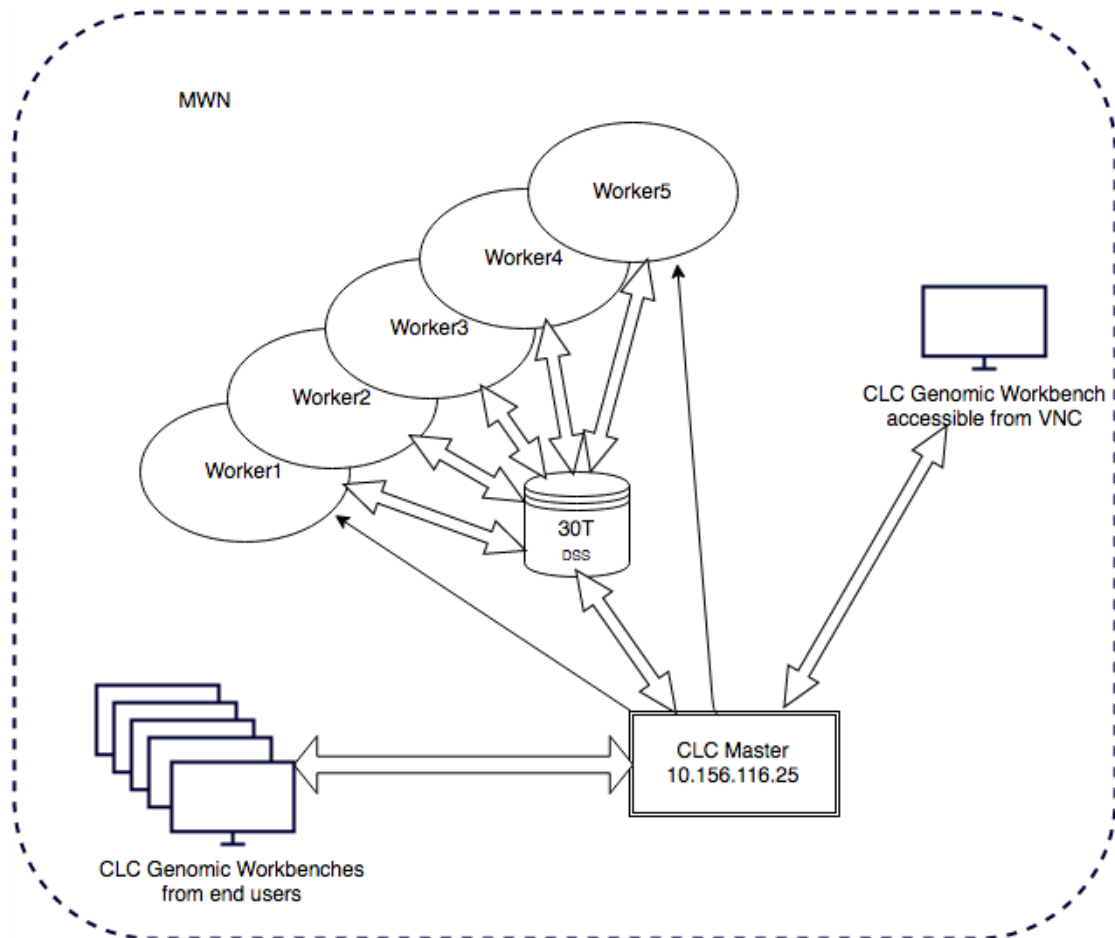 MWN
Worker5
Worker4
Worker3
Worker2
Worker1
CLC Genomic Workbench
accessible from VNC
30T
DSS
CLC Master
10.156.116.25
CLC Genomic Workbenches
from end users